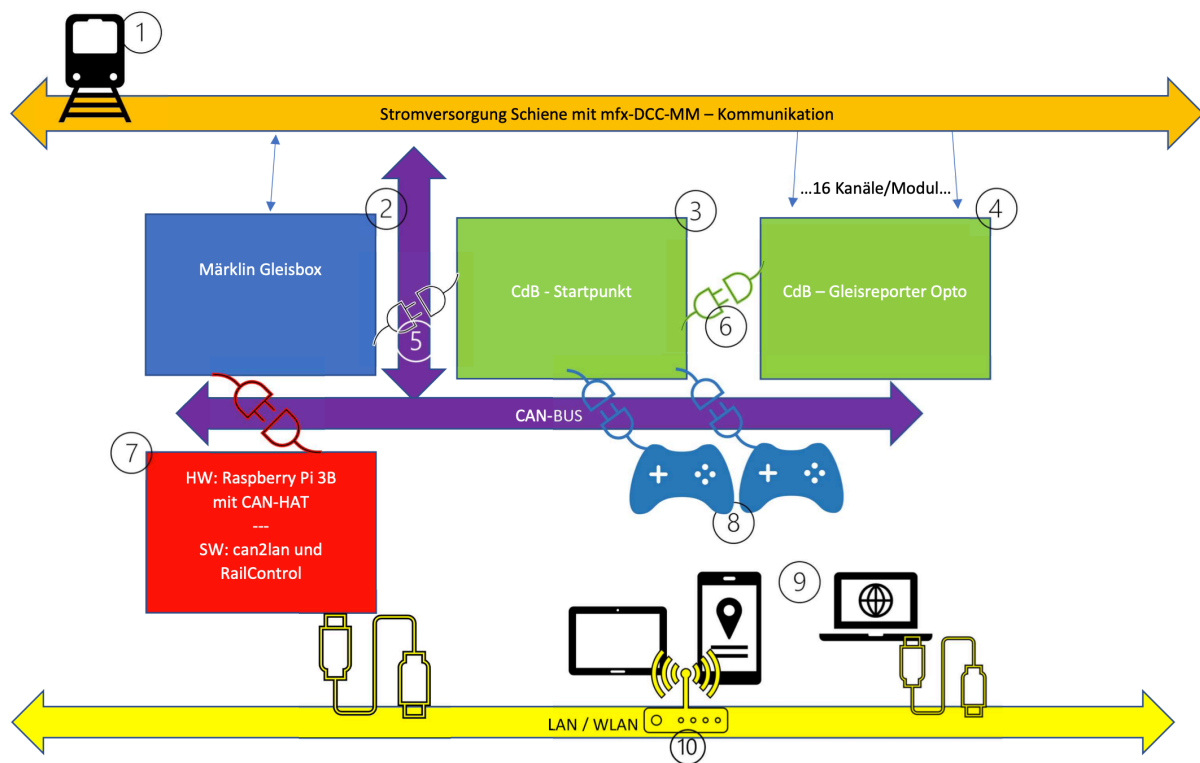 1
Stromversorgung Schiene mit mfx-DCC-MM – Kommunikation
...16 Kanäle/Modul...
2
3
4
Märklin Gleisbox
CdB - Startpunkt
CdB – Gleisreporter Opto
5
6
CAN-BUS
7
HW: Raspberry Pi 3B
mit CAN-HAT
---
SW: can2lan und
RailControl
8
9
LAN / WLAN
10